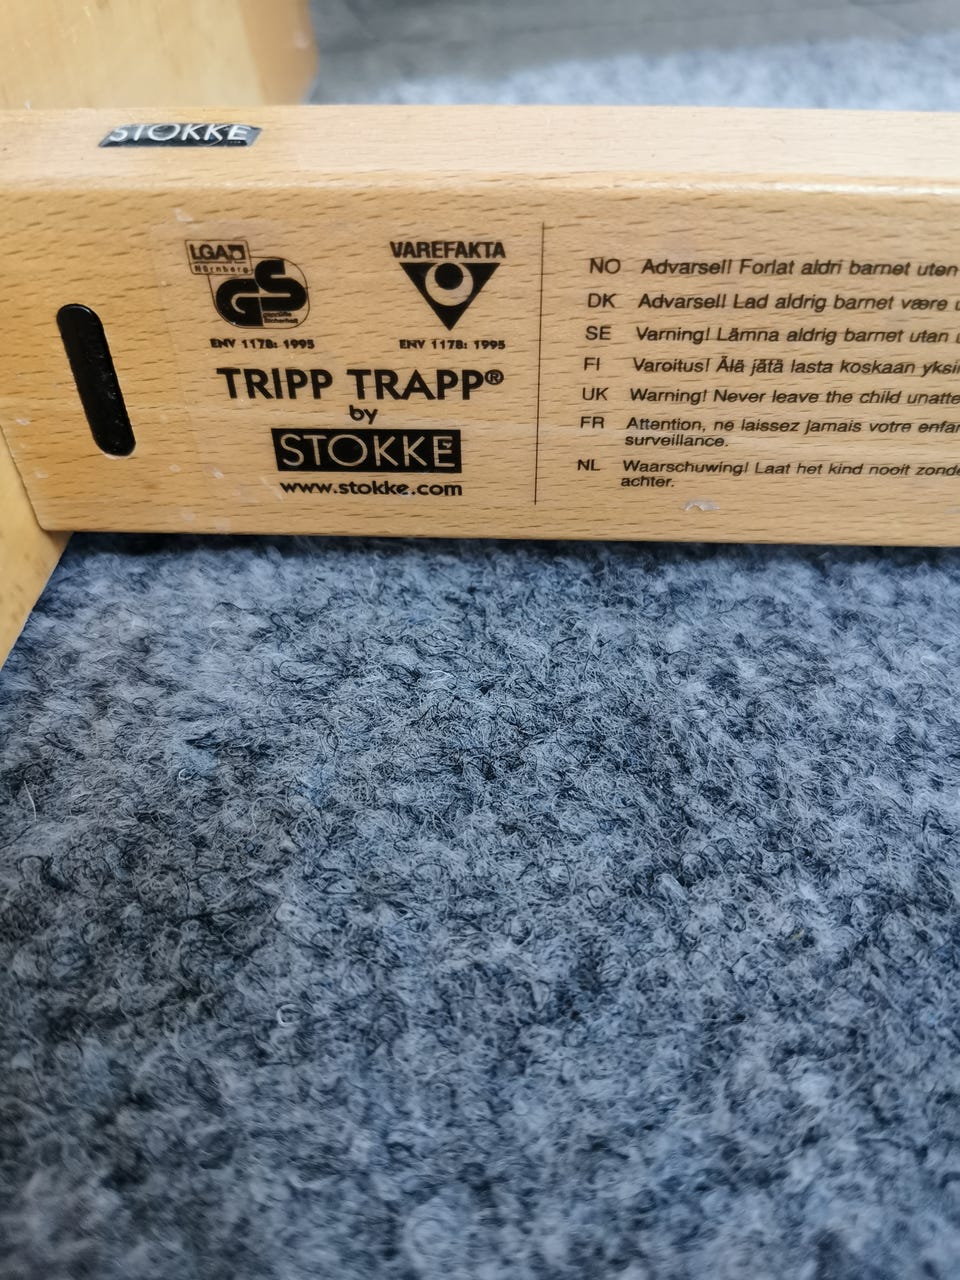 STOKKE
LGA
Nürnberg
GS
geprüfte
Sicherheit
ENV 1178: 1995
VAREFAKTA
ENV 1178: 1995
TRIPP TRAPP®
by
STOKKE
www.stokke.com
NO Advarsel! Forlat aldri barnet uten
DK Advarsel! Lad aldrig barnet være
SE Varning! Lämna aldrig barnet utan
FI Varoitus! Älä jätä lasta koskaan
UK Warning! Never leave the child
FR Attention, ne laissez jamais votre
surveillance.
NL Waarschuwing! Laat het kind nooit
achter.